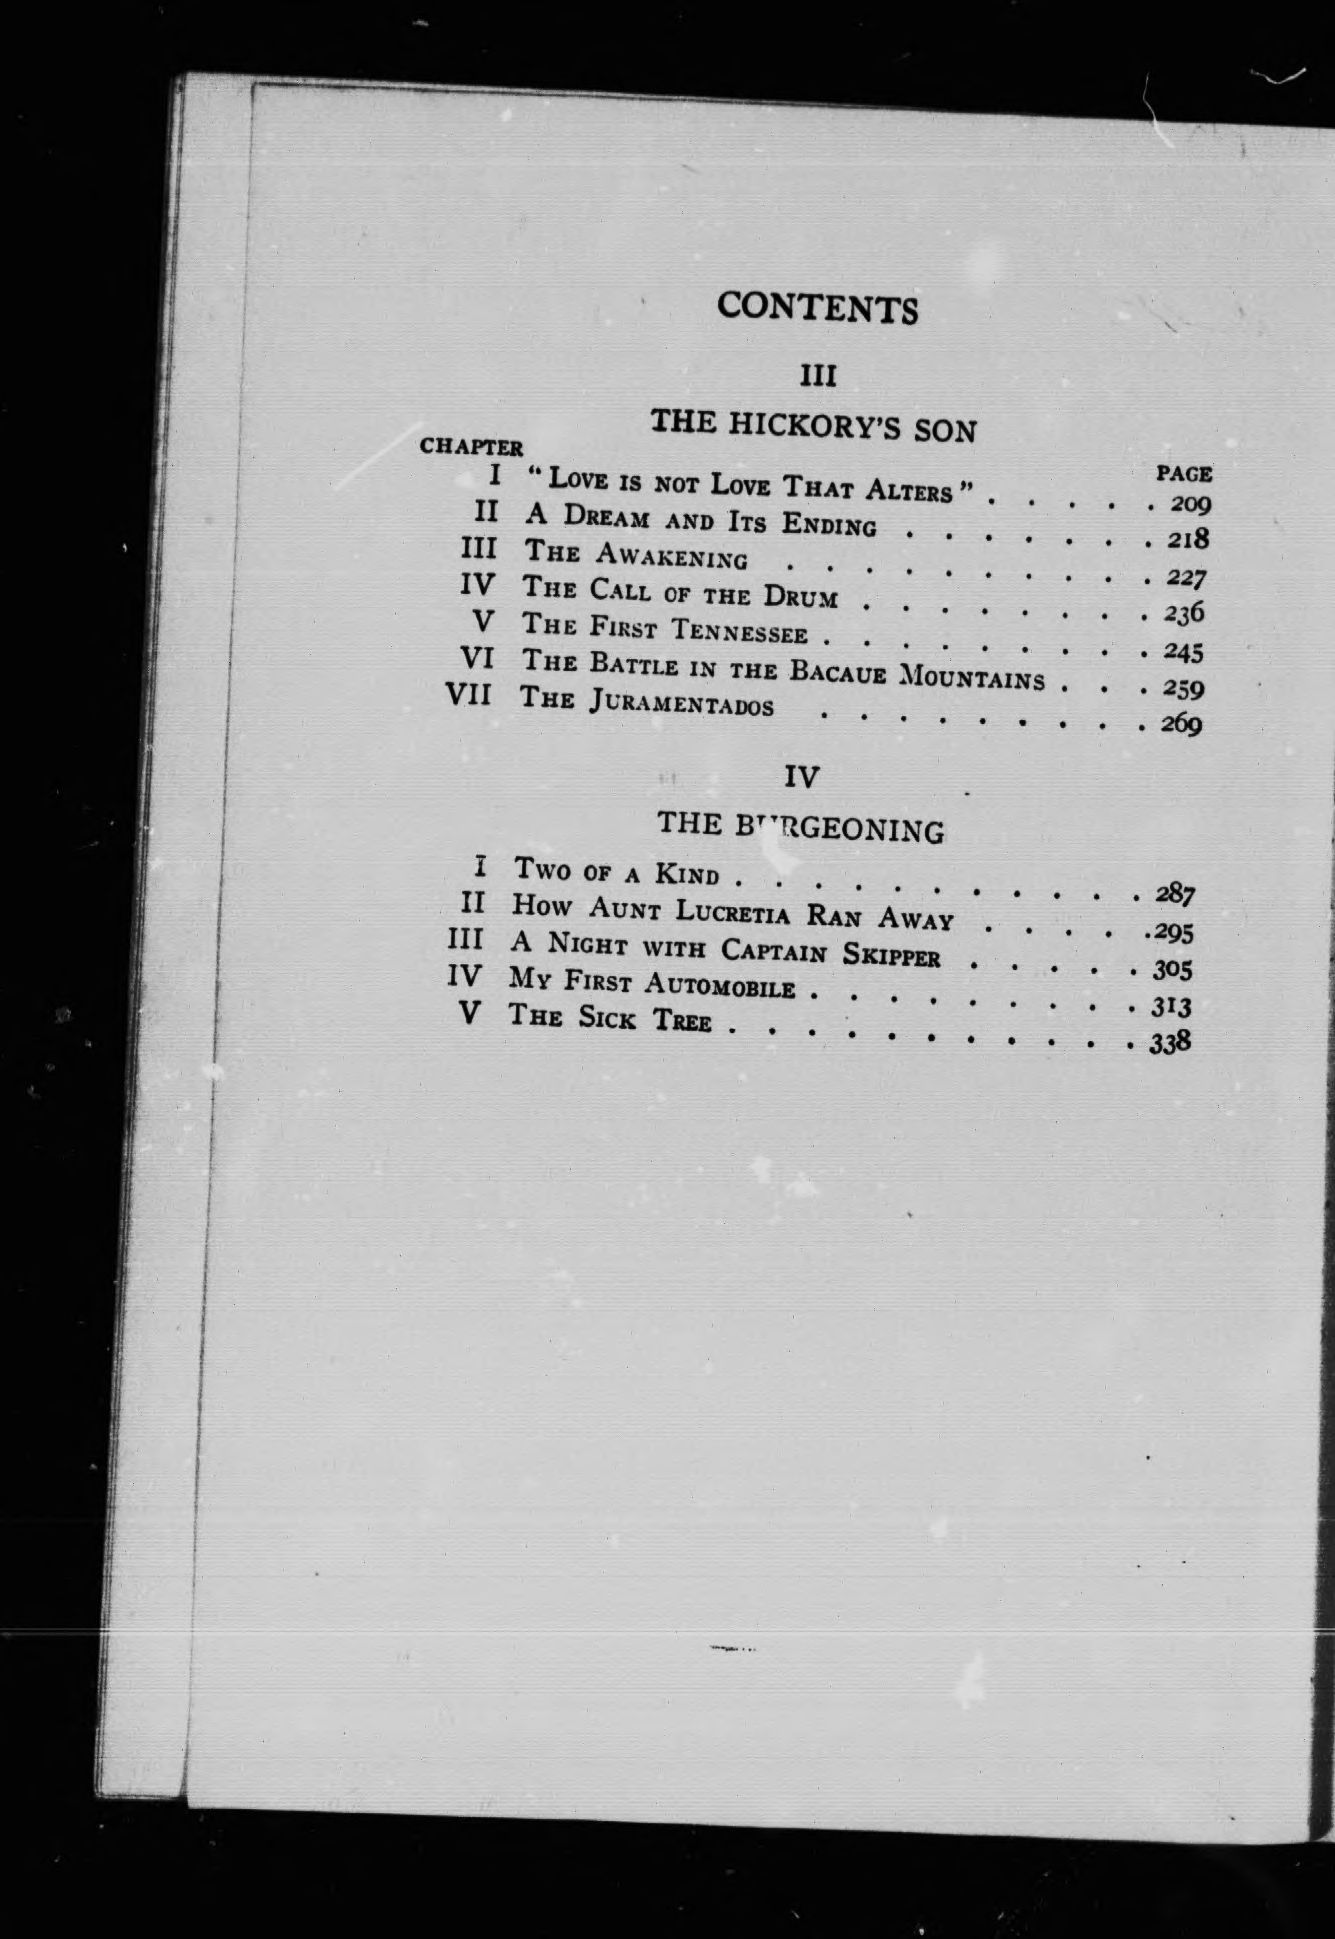 CONTENTS
III
THE HICKORY'S SON
CHAPTER PAGE
I “Love is not Love That Alters” . . . . . 209
II A Dream and Its Ending . . . . . . . 218
III The Awakening . . . . . . . . . . 227
IV The Call of the Drum . . . . . . . . 236
V The First Tennessee . . . . . . . . . 245
VI The Battle in the Bacaue Mountains . . . 259
VII The Juramentados . . . . . . . . . 269
IV
THE BURGEONING
I Two of a Kind . . . . . . . . . . . 287
II How Aunt Lucretia Ran Away . . . . . 295
III A Night with Captain Skipper . . . . . 305
IV My First Automobile . . . . . . . . . 313
V The Sick Tree . . . . . . . . . . . 338